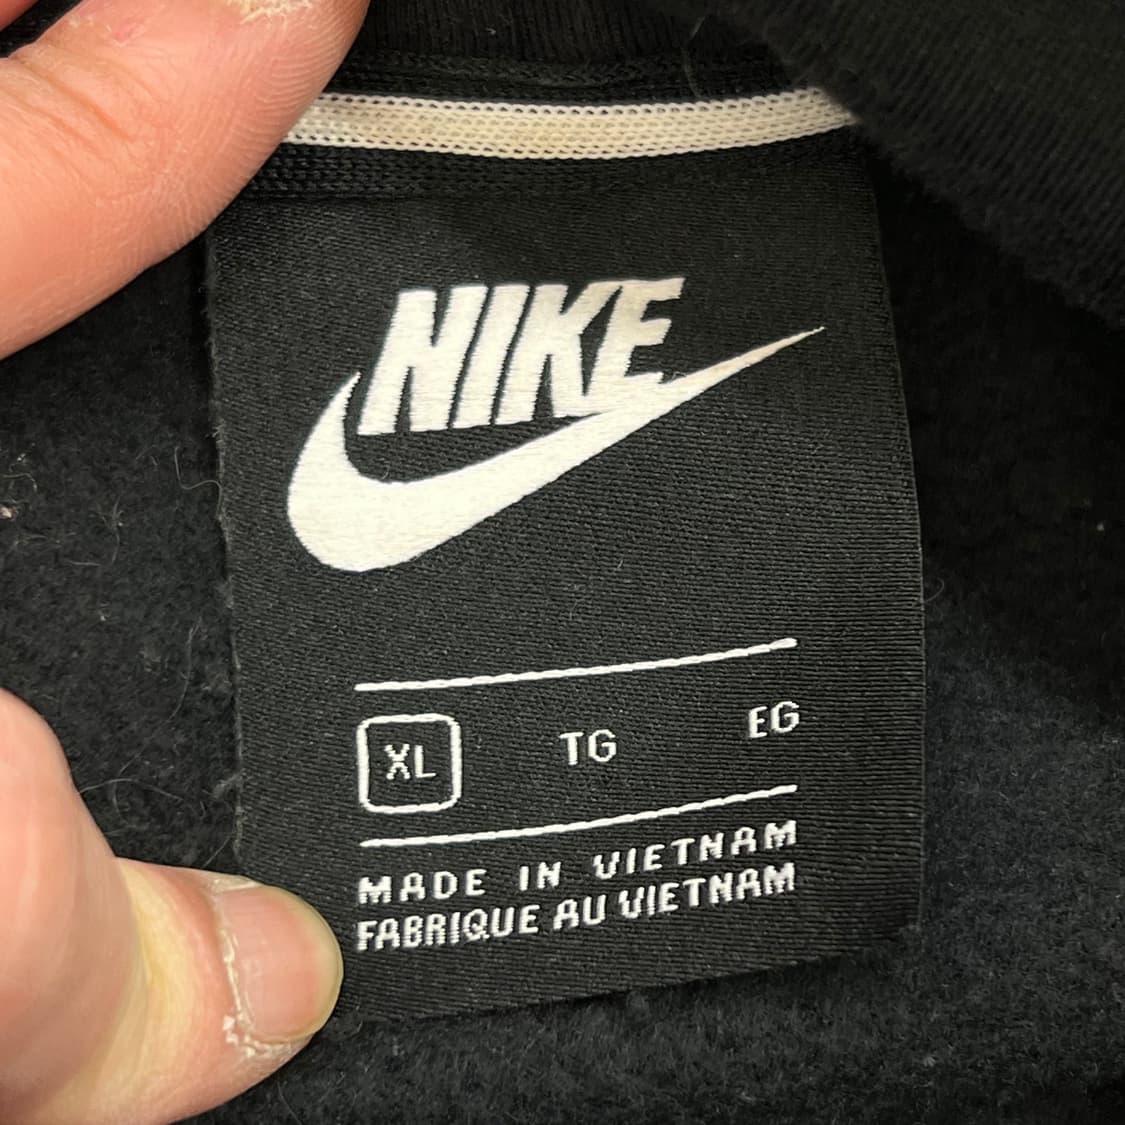 NIKE
XL TG EG
MADE IN VIETNAM
FABRIQUE AU VIETNAM